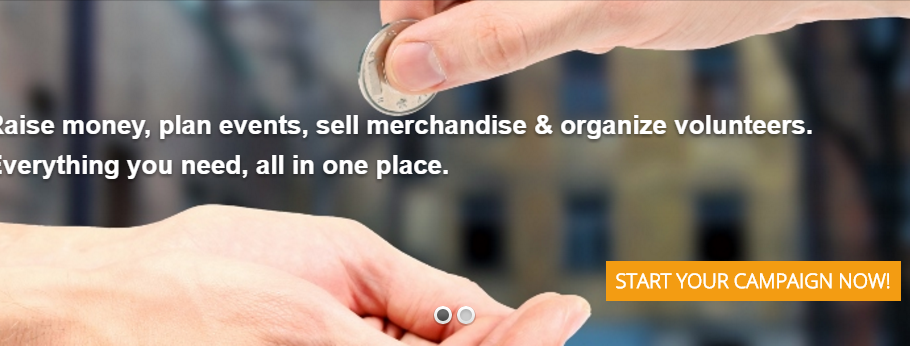 Raise money, plan events, sell merchandise & organize volunteers.
Everything you need, all in one place.
START YOUR CAMPAIGN NOW!